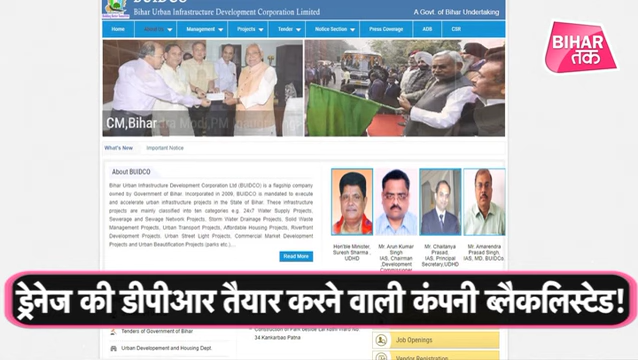 BUIDCO
Bihar Urban Infrastructure Development Corporation Limited
A Govt. of Bihar Undertaking
Home About Us Management Projects Tender Notice Section Press Coverage ADB CSR
BIHAR
तक
CM,Bihar
What's New Important Notice
About BUIDCO
Bihar Urban Infrastructure Development Corporation Ltd (BUIDCO) is a flagship company
owned by Government of Bihar. Incorporated in 2009, BUIDCO is mandated to execute
and accelerate urban infrastructure projects in the State of Bihar. These
infrastructure projects are mainly classified into ten categories e.g. 24x7 Water Supply Projects,
Sewerage and Sewage Network Projects, Storm Water Drainage Projects, Solid Waste
Management Projects, Urban Transport Projects, Affordable Housing Projects, Riverfront
Development Projects, Urban Street Light Projects, Commercial Market Development
Projects and Urban Beautification Projects (parks etc.)...
Read More
Hon'ble Minister,
Suresh Sharma,
UDHD
Mr. Arun Kumar
Singh
IAS, Chairman
,Development
Commissioner
Mr. Chaitanya
Prasad,
IAS, Principal
Secretary,UDHD
Mr. Amarendra
Prasad Singh
IAS, MD, BUIDCo.
ड्रेनेज की डीपीआर तैयार करने वाली कंपनी ब्लैकलिस्टेड!
Tenders of Government of Bihar
Urban Development and Housing Dept.
34 Kankarbag Patna
Job Openings
Vendor Registration